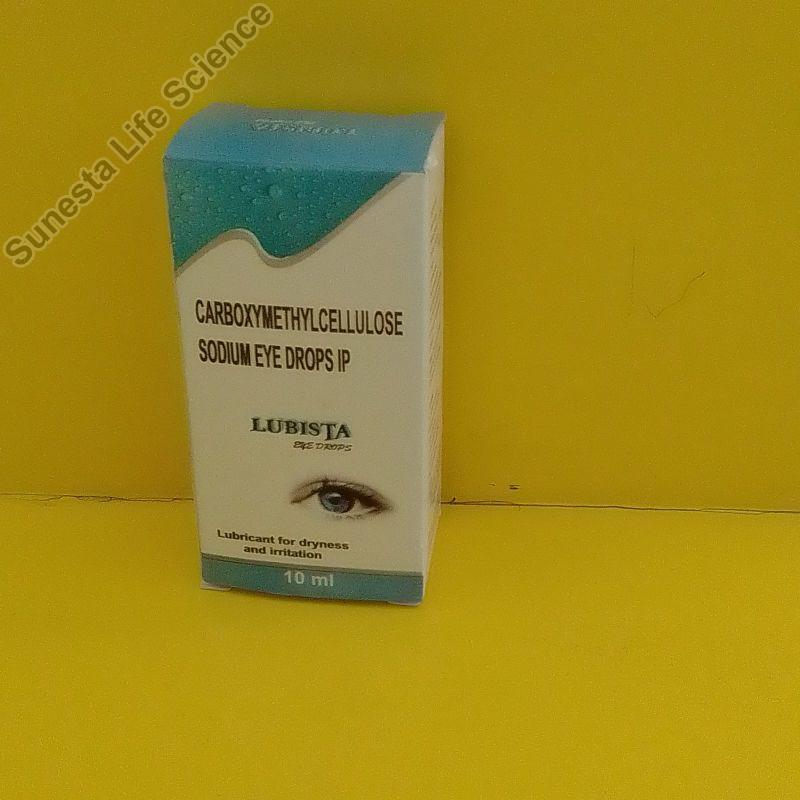 Sunesta Life Science
CARBOXYMETHYLCELLULOSE
SODIUM EYE DROPS IP
LUBISTA
EYE DROPS
Lubricant for dryness
and irritation
10 ml